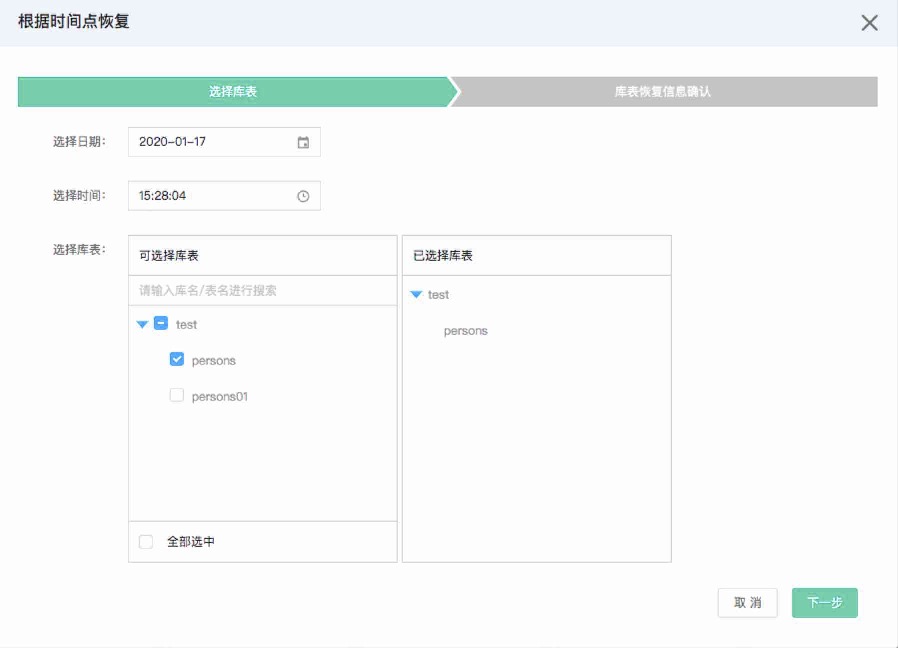 根据时间点恢复
选择库表
库表恢复信息确认
选择日期：
2020-01-17
选择时间：
15:28:04
选择库表：
可选择库表
请输入库名/表名进行搜索
test
persons
persons01
全部选中
已选择库表
test
persons
取 消
下一步